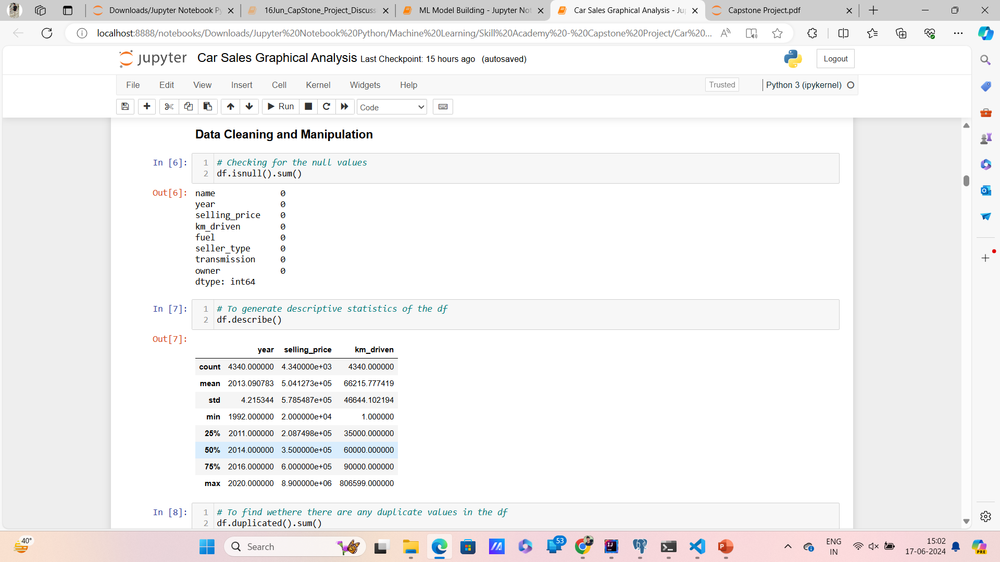 Downloads/Jupyter Notebook Py
16Jun_CapStone_Project_Discuss
ML Model Building - Jupyter Not
Car Sales Graphical Analysis - Ju
Capstone Project.pdf
localhost:8888/notebooks/Downloads/Jupyter%20Notebook%20Python/Machine%20Learning/Skill%20Academy%20-%20Capstone%20Project/Car%20...
jupyter Car Sales Graphical Analysis Last Checkpoint: 15 hours ago (autosaved)
Logout
File Edit View Insert Cell Kernel Widgets Help
Trusted
Python 3 (ipykernel)
Run
Code
Data Cleaning and Manipulation
In [6]:
1 # Checking for the null values
2 df.isnull().sum()
Out[6]:
name 0
year 0
selling_price 0
km_driven 0
fuel 0
seller_type 0
transmission 0
owner 0
dtype: int64
In [7]:
1 # To generate descriptive statistics of the df
2 df.describe()
Out[7]:
year selling_price km_driven
count 4340.000000 4.340000e+03 4340.000000
mean 2013.090783 5.041273e+05 66215.777419
std 4.215344 5.785487e+05 46644.102194
min 1992.000000 2.000000e+04 1.000000
25% 2011.000000 2.087498e+05 35000.000000
50% 2014.000000 3.500000e+05 60000.000000
75% 2016.000000 6.000000e+05 90000.000000
max 2020.000000 8.900000e+06 806599.000000
In [8]:
1 # To find wethere there are any duplicate values in the df
2 df.duplicated().sum()
40°
Search
53
ENG
IN
15:02
17-06-2024
PRE